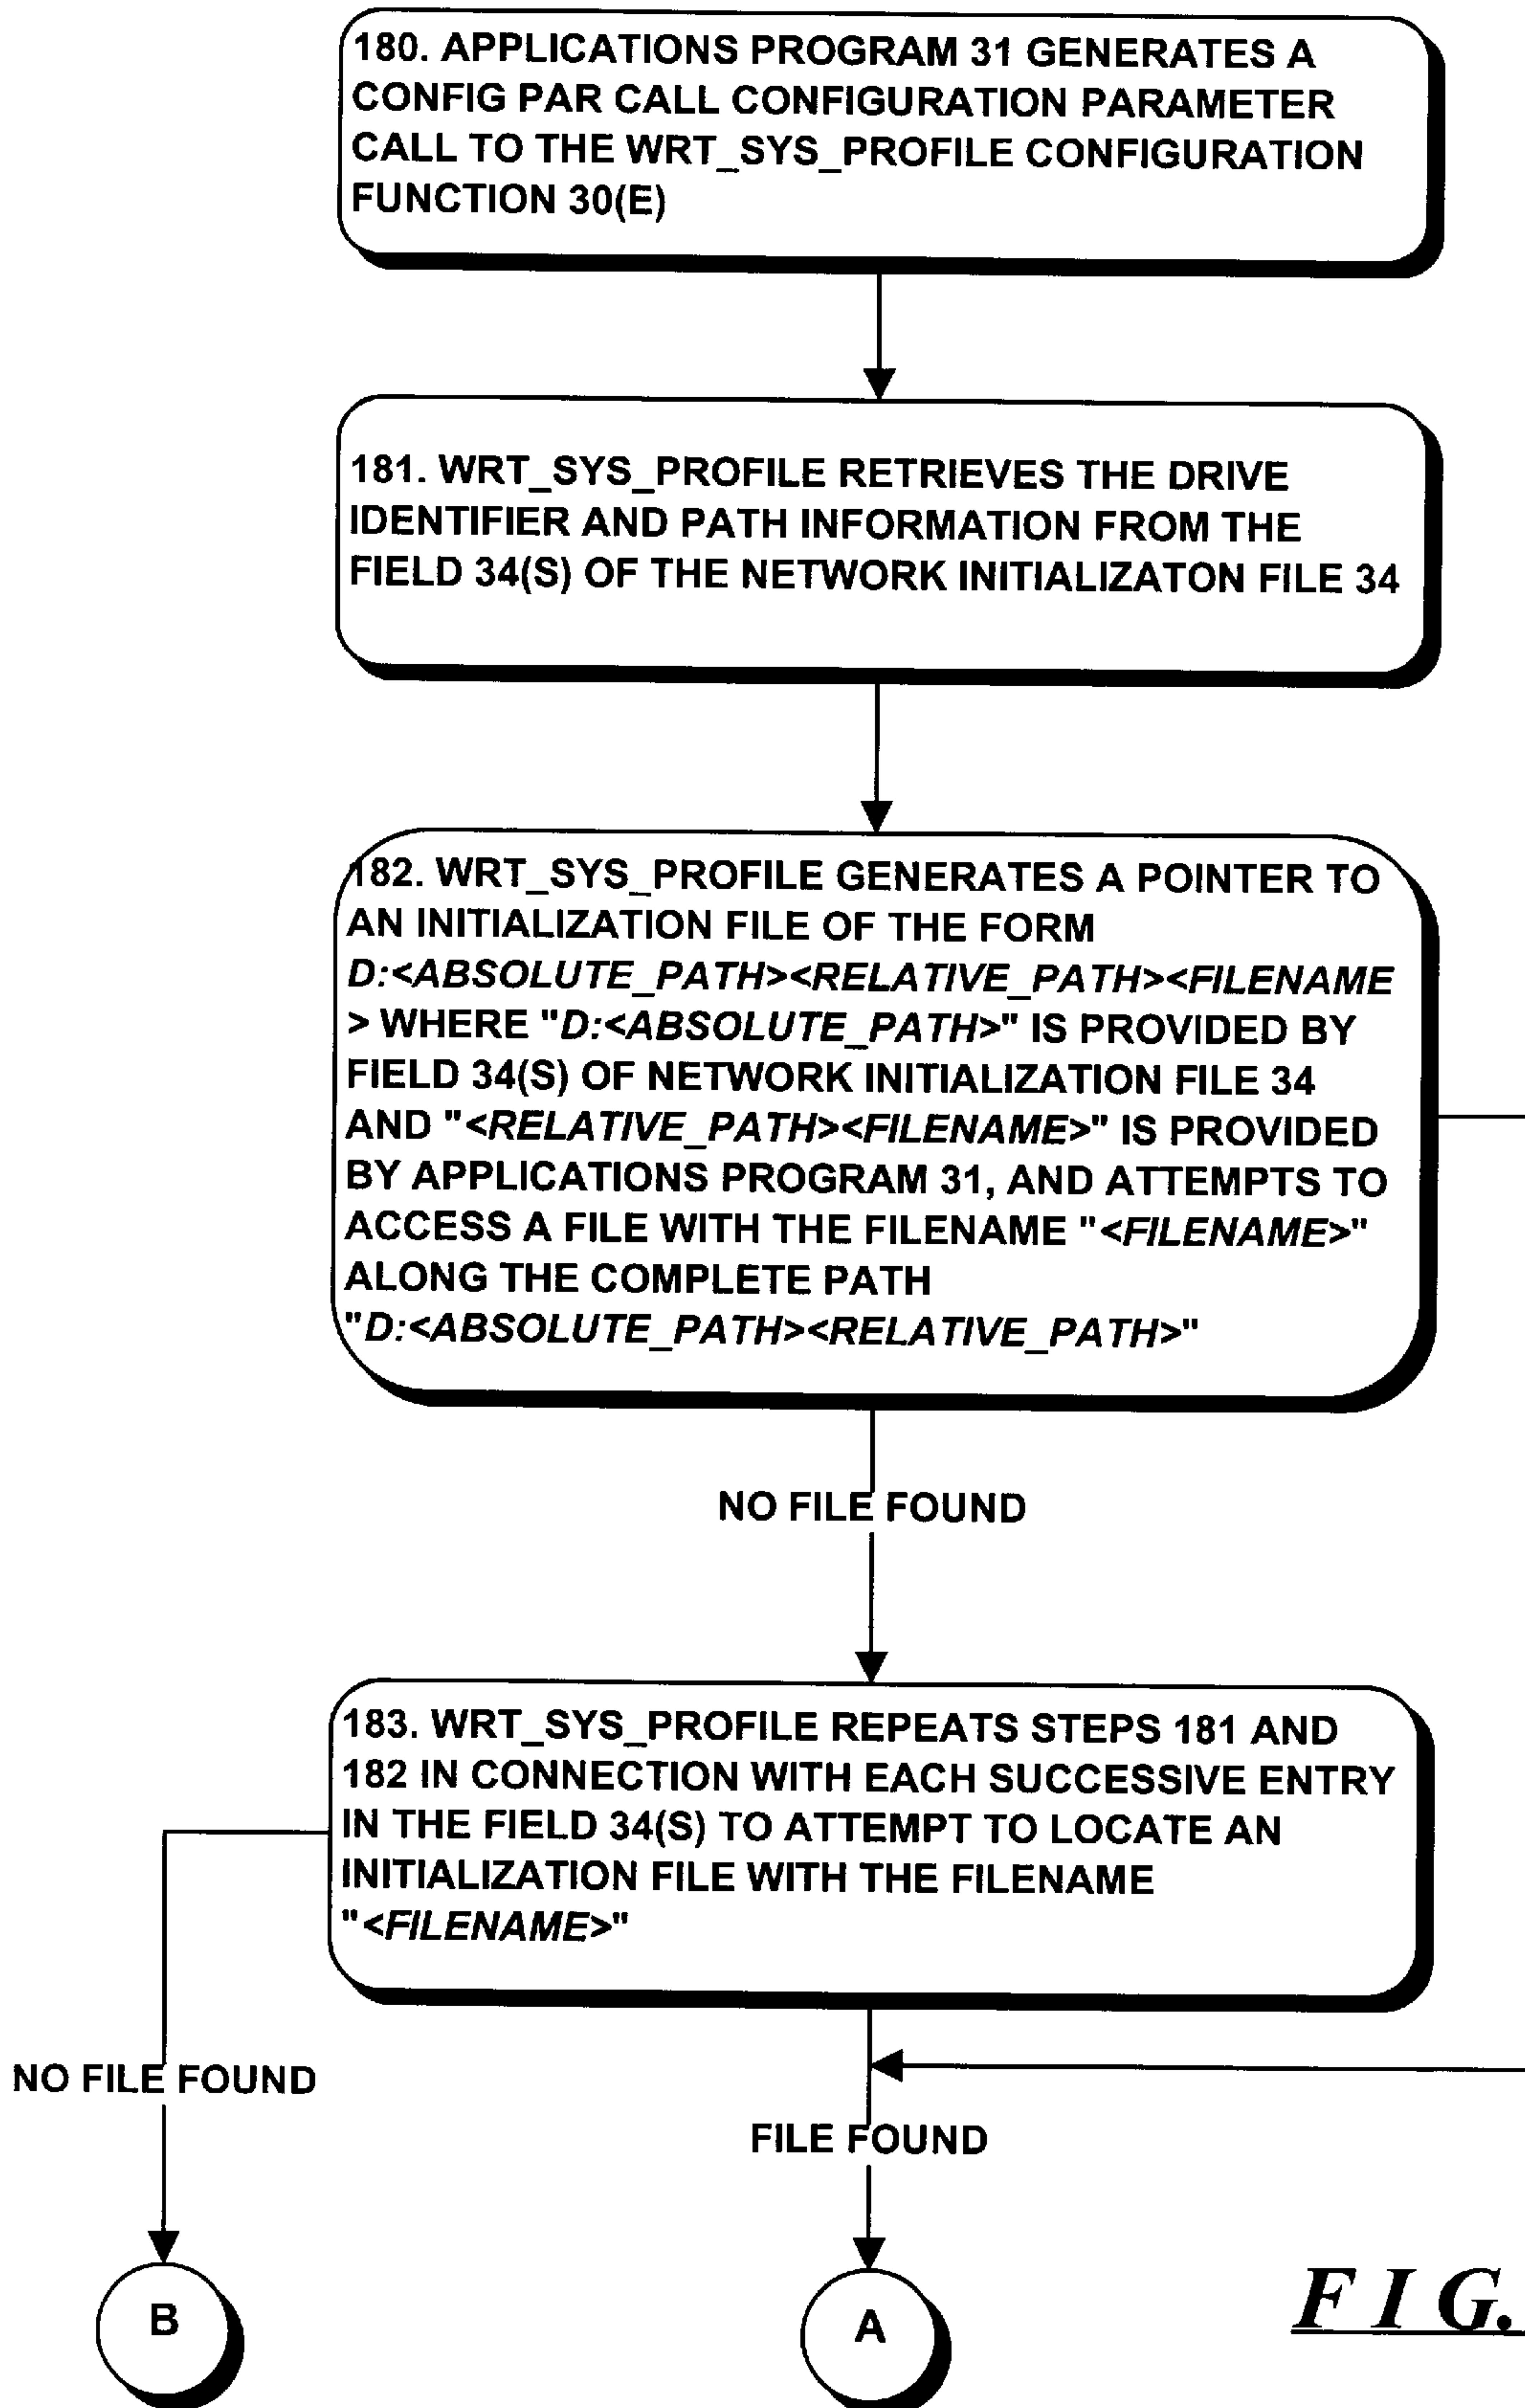 180. APPLICATIONS PROGRAM 31 GENERATES A
CONFIG PAR CALL CONFIGURATION PARAMETER
CALL TO THE WRT_SYS_PROFILE CONFIGURATION
FUNCTION 30(E)
181. WRT_SYS_PROFILE RETRIEVES THE DRIVE
IDENTIFIER AND PATH INFORMATION FROM THE
FIELD 34(S) OF THE NETWORK INITIALIZATON FILE 34
182. WRT_SYS_PROFILE GENERATES A POINTER TO
AN INITIALIZATION FILE OF THE FORM
D:<ABSOLUTE_PATH><RELATIVE_PATH><FILENAME
> WHERE "D:<ABSOLUTE_PATH>" IS PROVIDED BY
FIELD 34(S) OF NETWORK INITIALIZATION FILE 34
AND "<RELATIVE_PATH><FILENAME>" IS PROVIDED
BY APPLICATIONS PROGRAM 31, AND ATTEMPTS TO
ACCESS A FILE WITH THE FILENAME "<FILENAME>"
ALONG THE COMPLETE PATH
"D:<ABSOLUTE_PATH><RELATIVE_PATH>"
NO FILE FOUND
183. WRT_SYS_PROFILE REPEATS STEPS 181 AND
182 IN CONNECTION WITH EACH SUCCESSIVE ENTRY
IN THE FIELD 34(S) TO ATTEMPT TO LOCATE AN
INITIALIZATION FILE WITH THE FILENAME
"<FILENAME>"
NO FILE FOUND
FILE FOUND
B
A
FIG.